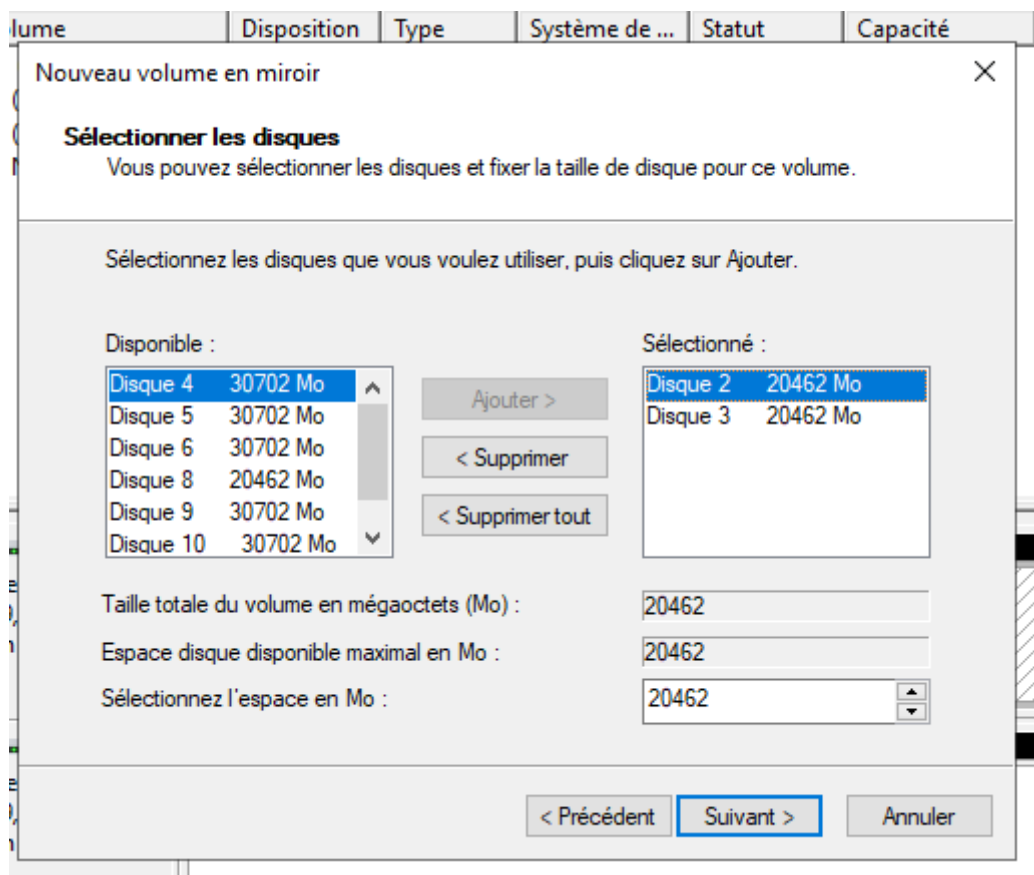 lume Disposition Type Système de ... Statut Capacité
Nouveau volume en miroir
Sélectionner les disques
Vous pouvez sélectionner les disques et fixer la taille de disque pour ce volume.
Sélectionnez les disques que vous voulez utiliser, puis cliquez sur Ajouter.
Disponible : Sélectionné :
Disque 4 30702 Mo Ajouter > Disque 2 20462 Mo
Disque 5 30702 Mo Disque 3 20462 Mo
Disque 6 30702 Mo < Supprimer
Disque 8 20462 Mo
Disque 9 30702 Mo < Supprimer tout
Disque 10 30702 Mo
Taille totale du volume en mégaoctets (Mo) : 20462
Espace disque disponible maximal en Mo : 20462
Sélectionnez l'espace en Mo : 20462
< Précédent Suivant > Annuler